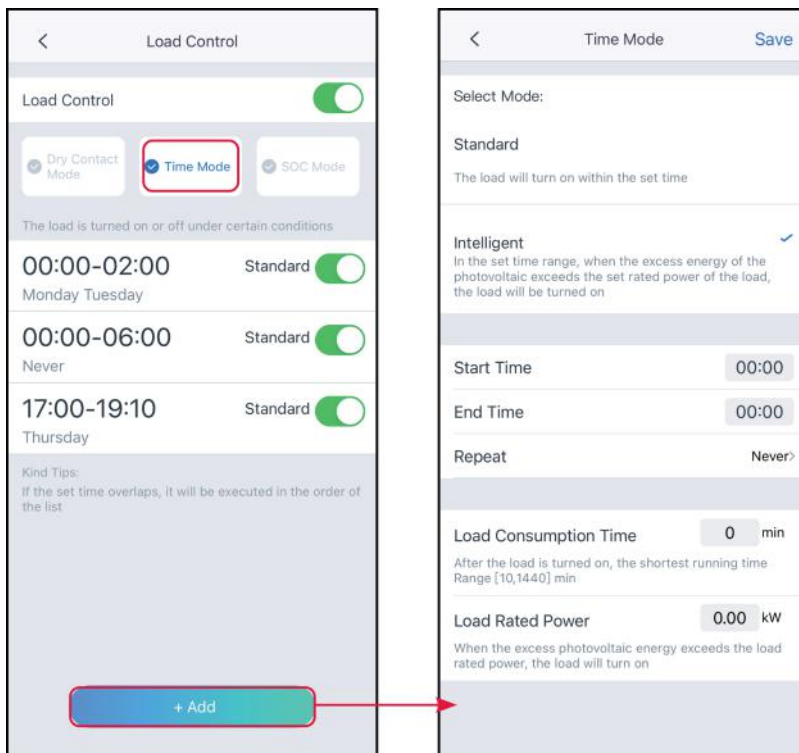 Load Control
Load Control
Dry Contact
Mode
Time Mode
SOC Mode
The load is turned on or off under certain conditions
00:00-02:00
Standard
Monday Tuesday
00:00-06:00
Standard
Never
17:00-19:10
Standard
Thursday
Kind Tips:
If the set time overlaps, it will be executed in the order of
the list
+ Add
Time Mode
Save
Select Mode:
Standard
The load will turn on within the set time
Intelligent
In the set time range, when the excess energy of the
photovoltaic exceeds the set rated power of the load,
the load will be turned on
Start Time
00:00
End Time
00:00
Repeat
Never>
Load Consumption Time
0 min
After the load is turned on, the shortest running time
Range [10,1440] min
Load Rated Power
0.00 kW
When the excess photovoltaic energy exceeds the load
rated power, the load will turn on